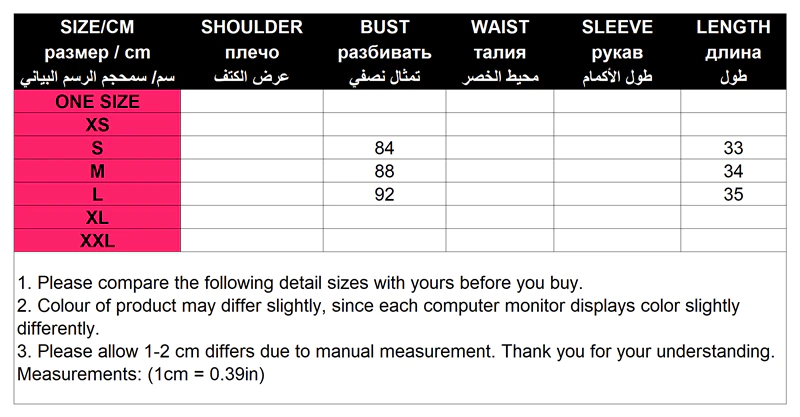 SIZE/CM SHOULDER BUST WAIST SLEEVE LENGTH
размер / cm плечо разбивать талия рукав длина
سم/ سمحجم الرسم البياني عرض الكتف تمثال نصفي محيط الخصر طول الأكمام طول
ONE SIZE
XS
S 84 33
M 88 34
L 92 35
XL
XXL
1. Please compare the following detail sizes with yours before you buy.
2. Colour of product may differ slightly, since each computer monitor displays color slightly
differently.
3. Please allow 1-2 cm differs due to manual measurement. Thank you for your understanding.
Measurements: (1cm = 0.39in)